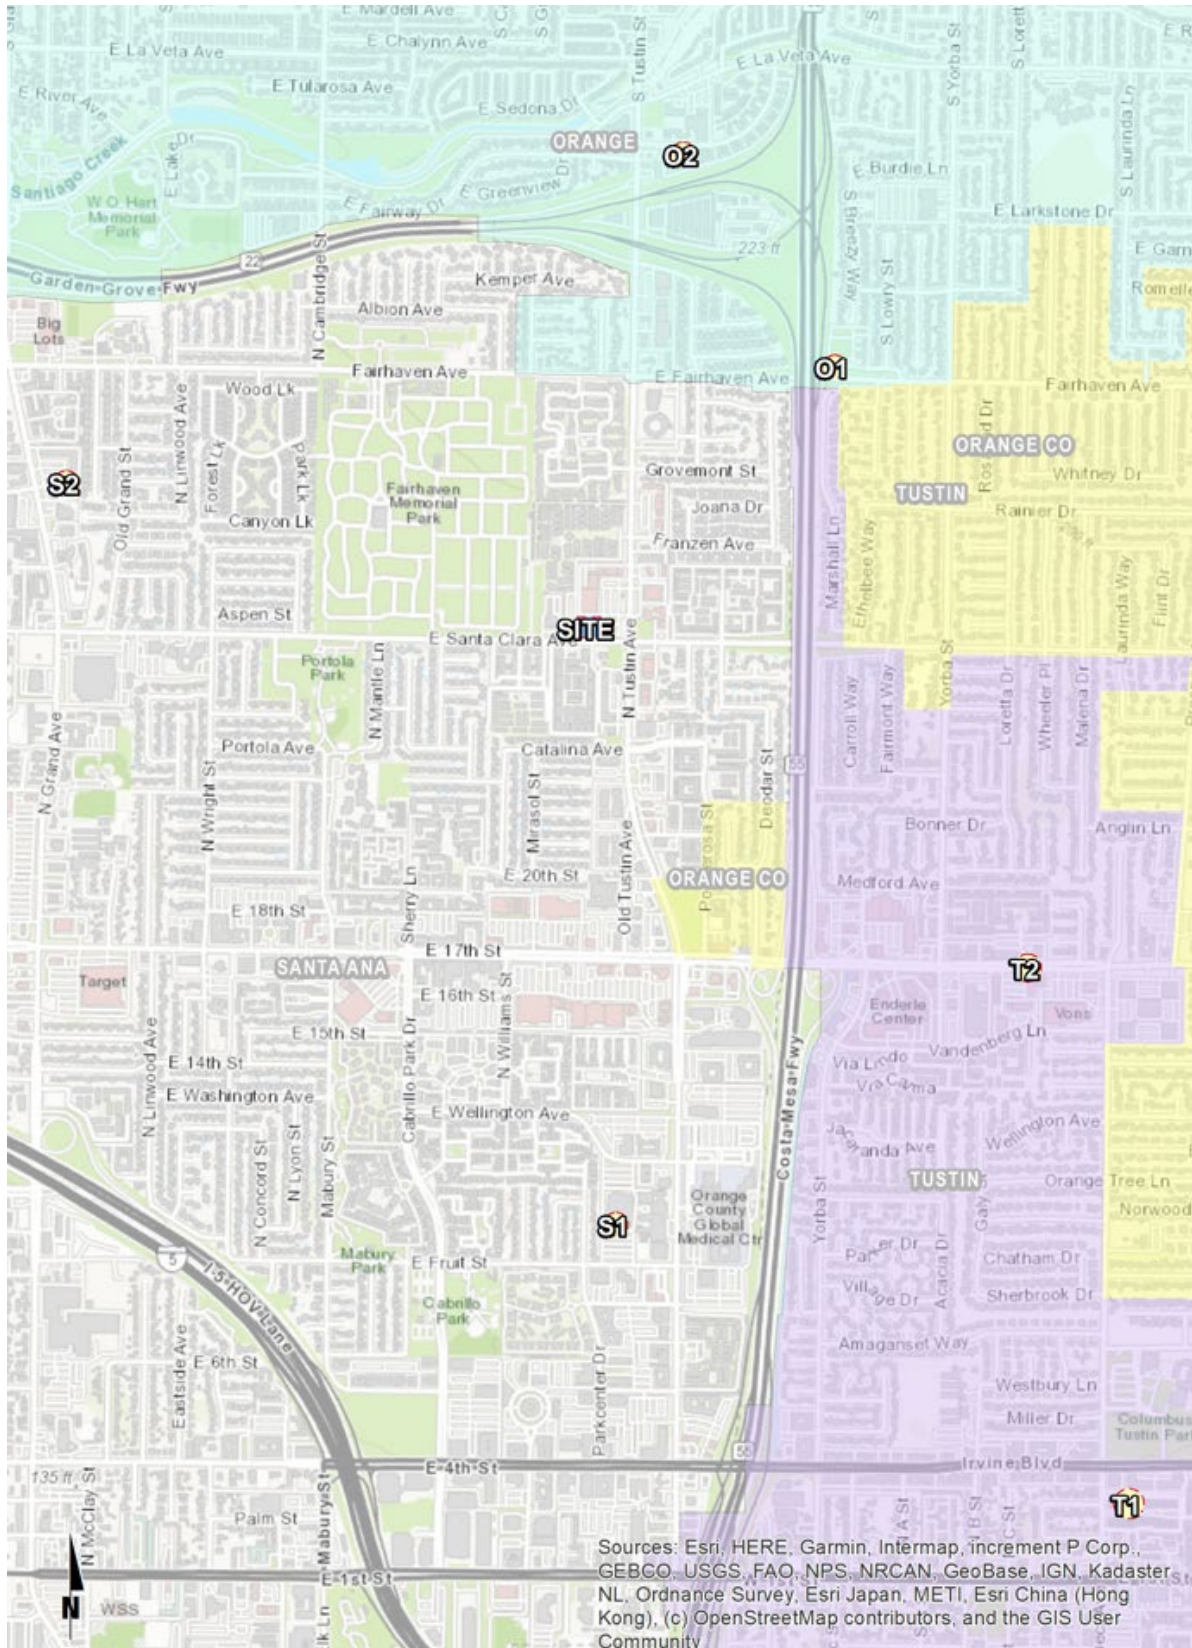 E Mardell Ave
E Chalynn Ave
E La Veta Ave
S Tustin St
E La Veta Ave
S Yorba St
E Tularosa Ave
E River Ave
E Sedona Dr
S Laurinda Ln
ORANGE
O2
E Lake Dr
Santiago Creek
E Burdie Ln
E Greenview Dr
W O Hart
Memorial
Park
E Fairway Dr
S Breezy Way
E Larkstone Dr
223 ft
22
Garden Grove Fwy
N Cambridge St
Kemper Ave
S Lowry St
Albion Ave
Big
Lots
O1
Fairhaven Ave
E Fairhaven Ave
Fairhaven Ave
Wood Lk
N Linwood Ave
ORANGE CO
S2
Old Grand St
Forest Lk
Park Lk
Grovemont St
Whitney Dr
Fairhaven
Memorial
Park
TUSTIN
Joana Dr
Rainier Dr
Canyon Lk
Franzen Ave
Marshall Ln
Ethelbee Way
Laurinda Way
Flint Dr
Aspen St
SITE
E Santa Clara Ave
N Tustin Ave
Portola
Park
N Mantle Ln
Yorba St
Carroll Way
Fairmont Way
Loretta Dr
Wheeler Pl
Malena Dr
N Grand Ave
Portola Ave
Catalina Ave
Deodar St
55
N Wright St
Mirasol St
Bonner Dr
Anglin Ln
E 20th St
Old Tustin Ave
ORANGE CO
Medford Ave
Sherry Ln
E 18th St
E 17th St
SANTA ANA
T2
Target
E 16th St
Enderle
Center
Vons
N Williams St
E 15th St
N Linwood Ave
Cabrillo Park Dr
Vandenberg Ln
E 14th St
Via Lindo
Costa Mesa Fwy
E Washington Ave
E Wellington Ave
Wellington Ave
Jacaranda Ave
N Concord St
N Lyon St
Mabury St
TUSTIN
Orange Tree Ln
Orange
County
Global
Medical Ctr
Yorba St
Norwood
S1
Mabury
Park
E Fruit St
Parker Dr
Acacia Dr
Chatham Dr
5
I-5 HOV Lane
Cabrillo
Park
Village Dr
Sherbrook Dr
Eastside Ave
E 6th St
Amaganset Way
Parkcenter Dr
Westbury Ln
Miller Dr
Columbus
Tustin Park
55
E 4th St
Irvine Blvd
135 ft
N McClay St
Palm St
N Mabury St
N A St
N B St
N C St
T1
E 1st St
N
WSS
Sources: Esri, HERE, Garmin, Intermap, increment P Corp.,
GEBCO, USGS, FAO, NPS, NRCAN, GeoBase, IGN, Kadaster
NL, Ordnance Survey, Esri Japan, METI, Esri China (Hong
Kong), (c) OpenStreetMap contributors, and the GIS User
Community